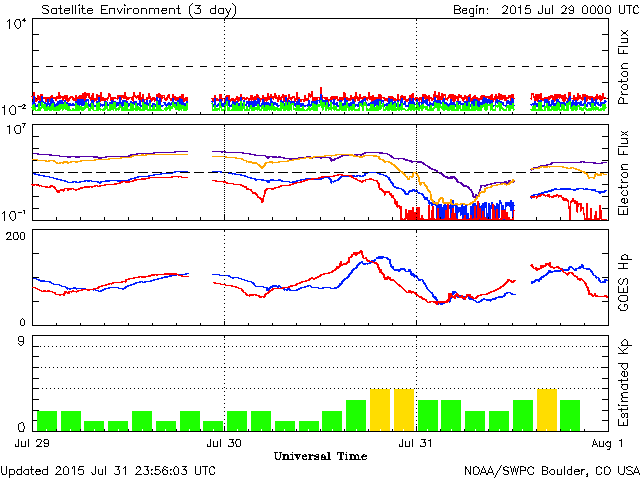 Satellite Environment (3 day) Begin: 2015 Jul 29 0000 UTC
10^4
10^-2
Proton Flux
10^7
10^-1
Electron Flux
200
0
GOES Hp
9
0
Estimated Kp
Jul 29 Jul 30 Jul 31 Aug 1
Universal Time
Updated 2015 Jul 31 23:56:03 UTC NOAA/SWPC Boulder, CO USA